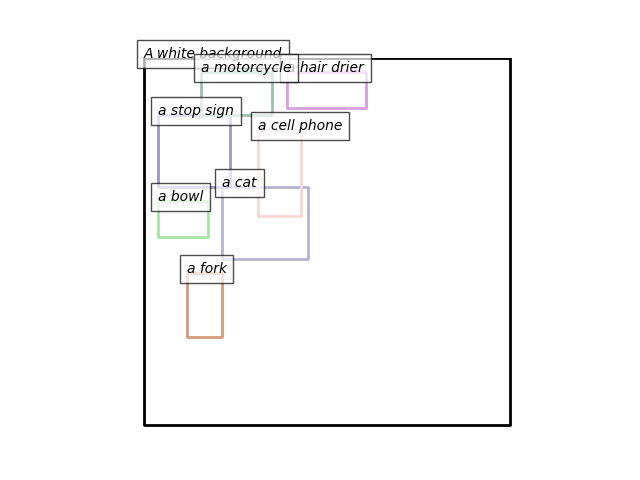 A white background
a motorcycle
a hair drier
a stop sign
a cell phone
a cat
a bowl
a fork